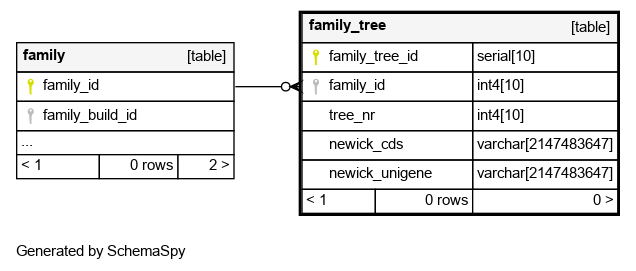 family [table]
family_id
family_build_id
...
< 1 0 rows 2 >
family_tree [table]
family_tree_id serial[10]
family_id int4[10]
tree_nr int4[10]
newick_cds varchar[2147483647]
newick_unigene varchar[2147483647]
< 1 0 rows 0 >
Generated by SchemaSpy